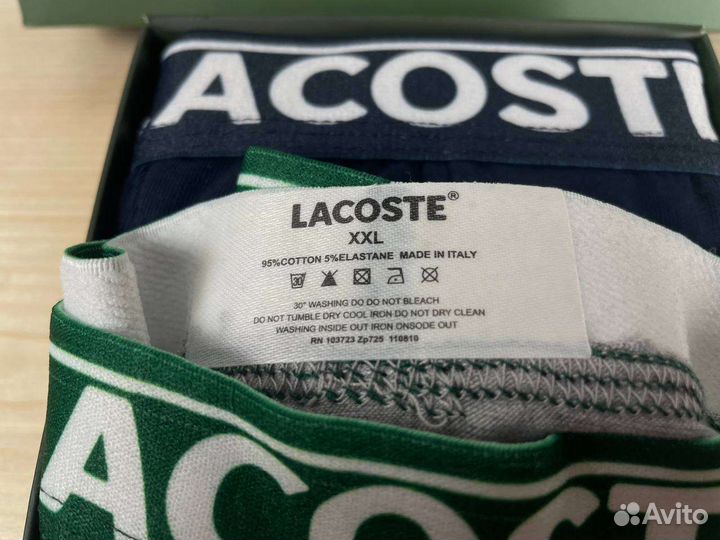 ACOSTE
LACOSTE®
XXL
95%COTTON 5%ELASTANE MADE IN ITALY
30
30° WASHING DO DO NOT BLEACH
DO NOT TUMBLE DRY COOL IRON DO NOT DRY CLEAN
WASHING INSIDE OUT IRON ONSODE OUT
RN 103723 Zp725 110810
ACOST
Avito